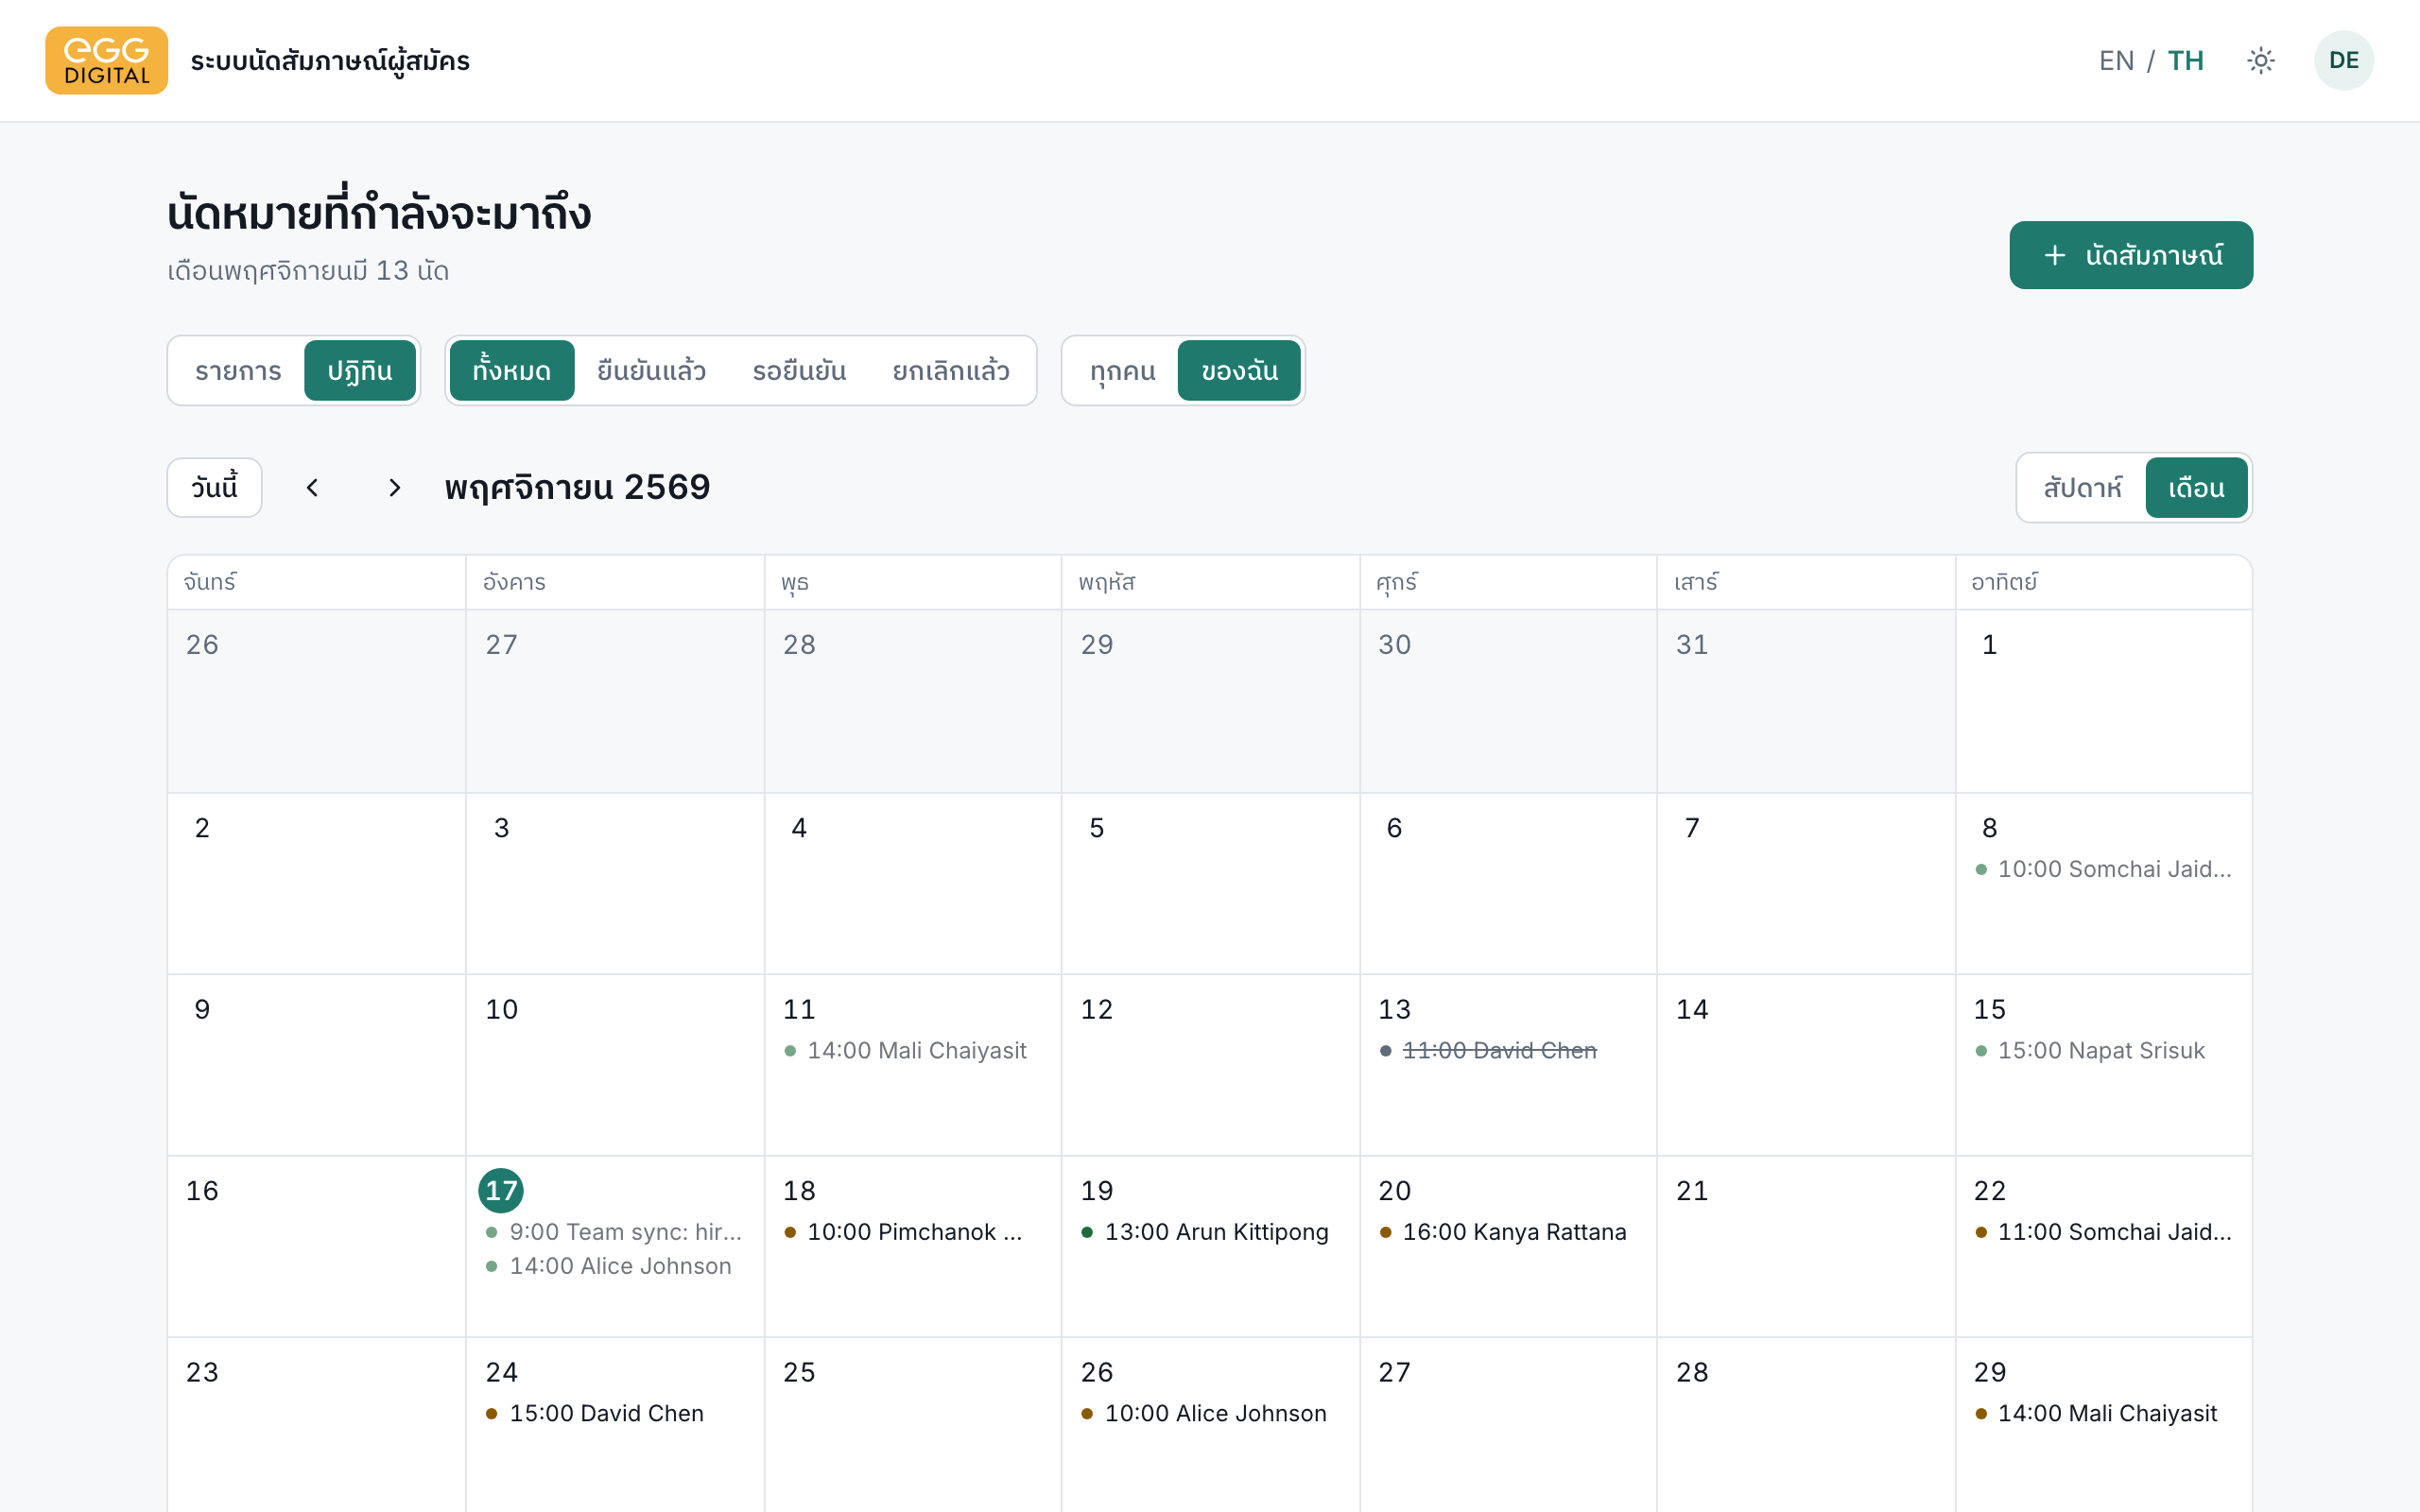 egg DIGITAL ระบบนัดสัมภาษณ์ผู้สมัคร EN / TH DE
นัดหมายที่กำลังจะมาถึง
เดือนพฤศจิกายนมี 13 นัด
+ นัดสัมภาษณ์
รายการ ปฏิทิน ทั้งหมด ยืนยันแล้ว รอยืนยัน ยกเลิกแล้ว ทุกคน ของฉัน
วันนี้ < > พฤศจิกายน 2569 สัปดาห์ เดือน
จันทร์ อังคาร พุธ พฤหัส ศุกร์ เสาร์ อาทิตย์
26 27 28 29 30 31 1
2 3 4 5 6 7 8
10:00 Somchai Jaid...
9 10 11 12 13 14 15
14:00 Mali Chaiyasit 11:00 David Chen 15:00 Napat Srisuk
16 17 18 19 20 21 22
9:00 Team sync: hir... 10:00 Pimchanok ... 13:00 Arun Kittipong 16:00 Kanya Rattana 11:00 Somchai Jaid...
14:00 Alice Johnson
23 24 25 26 27 28 29
15:00 David Chen 10:00 Alice Johnson 14:00 Mali Chaiyasit